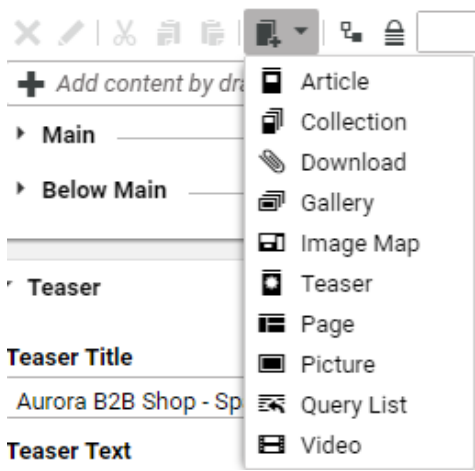 Add content by dra
Main
Below Main
Teaser
Teaser Title
Aurora B2B Shop - Sp
Teaser Text
Article
Collection
Download
Gallery
Image Map
Teaser
Page
Picture
Query List
Video